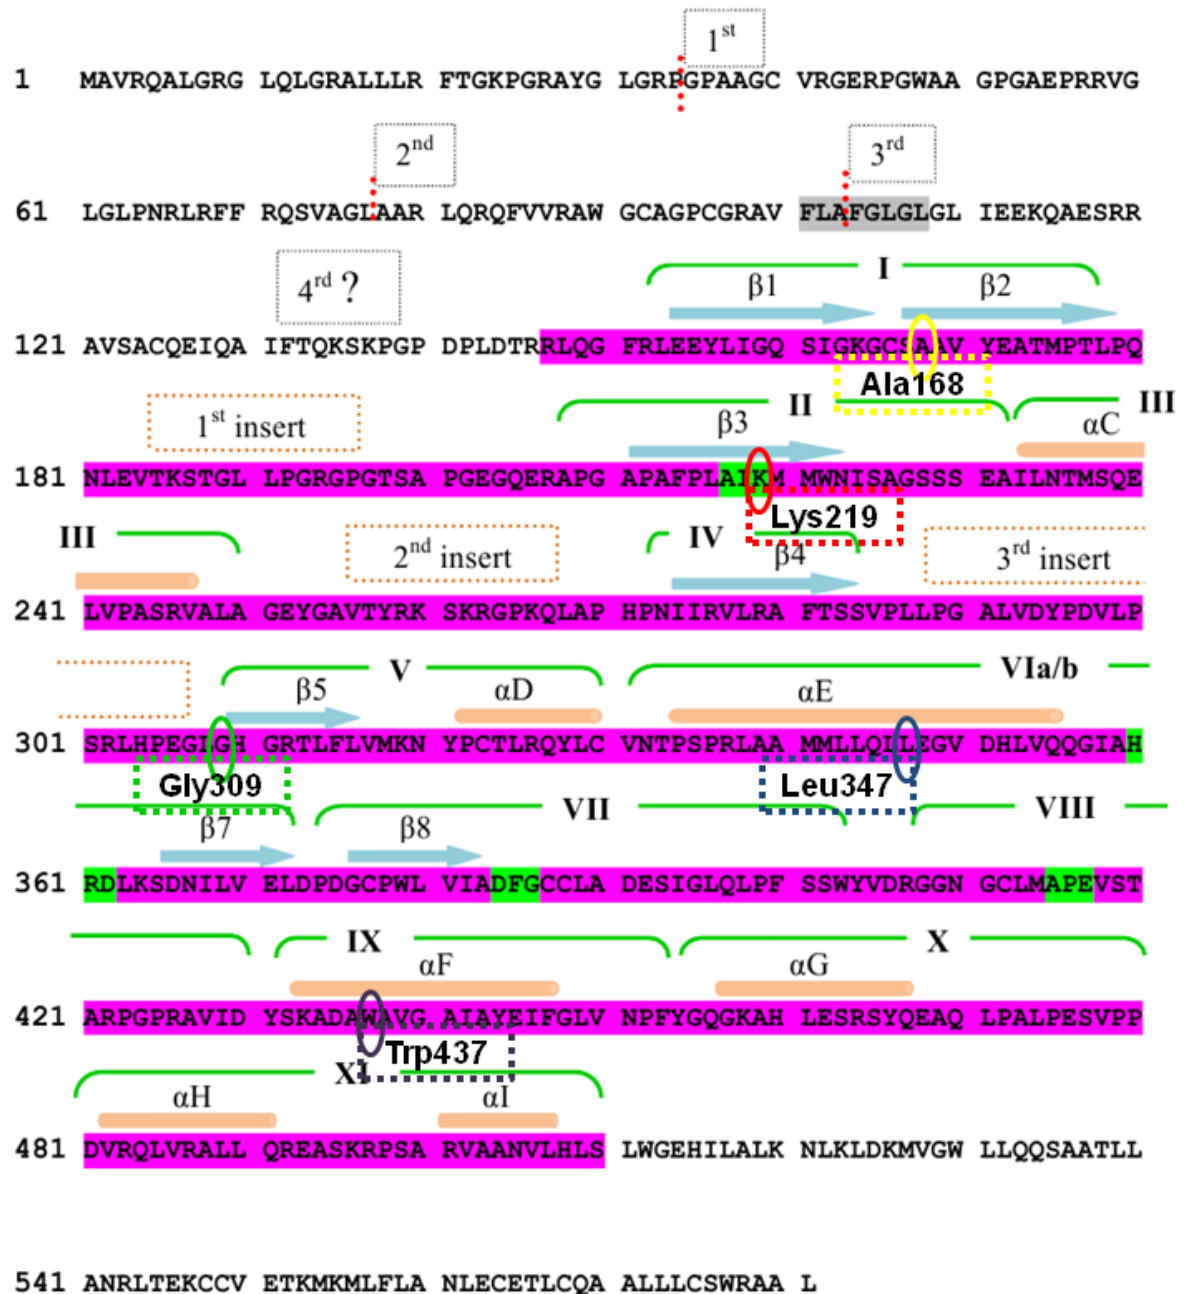 1st
1 MAVRQALGRG LQLGRALLLR FTGKPGRAYG LGRPGPAAGC VRGERPGWAA GPGAEPRRVG
2nd 3rd
61 LGLPNRLRFF RQSVAGLAAR LQRQFVVRAW GCAGPCGRAV FLAFGLGLGL IEEKQAESRR
4rd ? I
β1 β2
121 AVSACQEIQA IFTQKSKPGP DPLDTRRLQG FRLEEYLIGQ SIGKGCSAAV YEATMPTLPQ
Ala168
1st insert II III
β3 αC
181 NLEVTKSTGL LPGRGPGTSA PGEGQERAPG APAFPLAIKM MWNISAGSSS EAILNTMSQE
Lys219
III 2nd insert IV 3rd insert
β4
241 LVPASRVALA GEYGAVTYRK SKRGPKQLAP HPNIIRVLRA FTSSVPLLPG ALVDYPDVLP
V VIa/b
β5 αD αE
301 SRLHPEGLGH GRTLFLVMKN YPCTLRQYLC VNTPSPRLAA MMLLQLLEGV DHLVQQGIAH
Gly309 Leu347
VII VIII
β7 β8
361 RDLKSDNILV ELDPDGCPWL VIADFGCCLA DESIGLQLPF SSWYVDRGGN GCLMAPEVST
IX X
αF αG
421 ARPGPRAVID YSKADAWAVG AIAYEIFGLV NPFYGQGKAH LESRSYQEAQ LPALPESVPP
Trp437
XI
αH αI
481 DVRQLVRALL QREASKRPSA RVAANVLHLS LWGEHILALK NLKLDKMVGW LLQQSAATLL
541 ANRLTEKCCV ETKMKMLFLA NLECETLCQA ALLLCSWRAA L